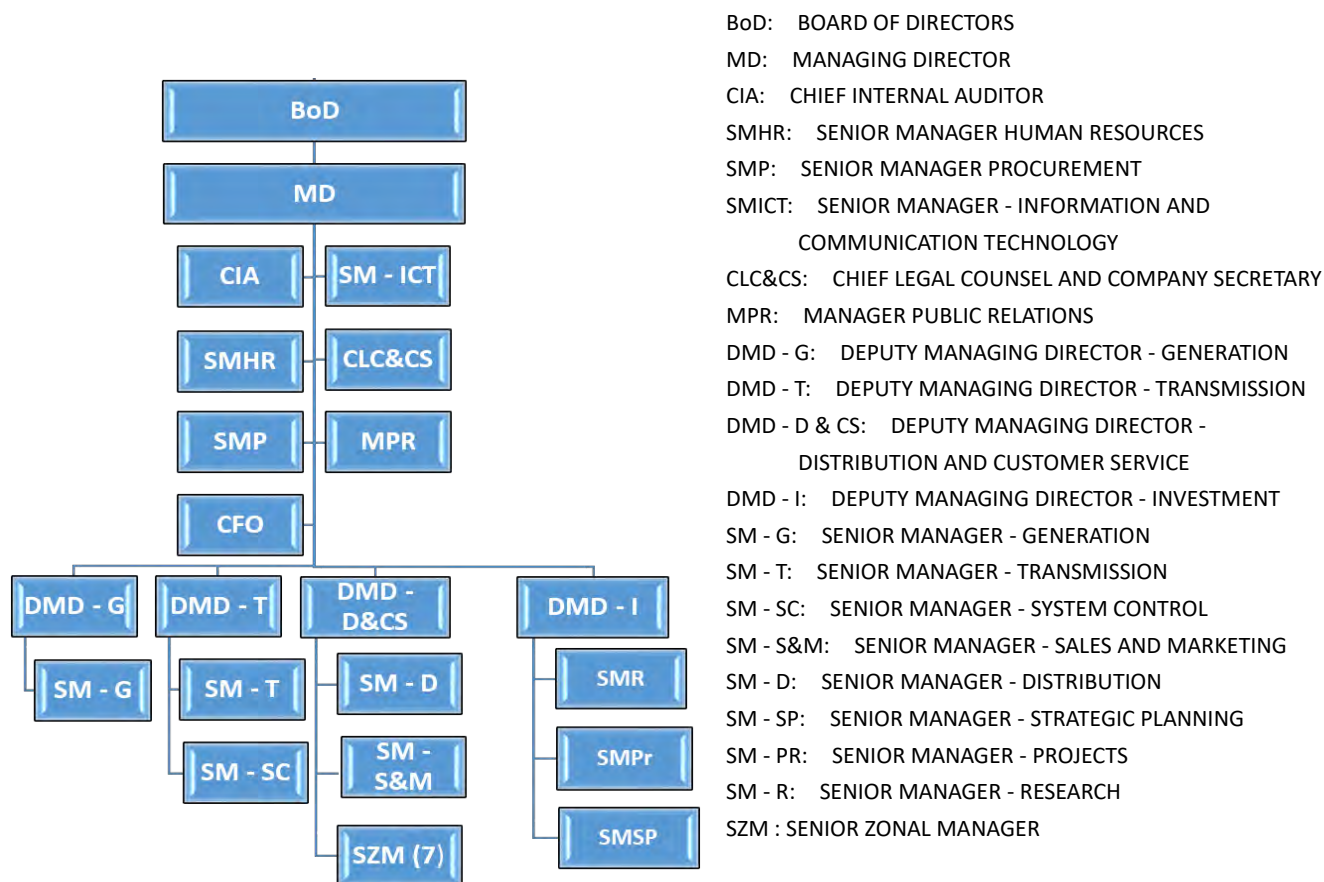 BoD
MD
CIA
SM - ICT
SMHR
CLC&CS
SMP
MPR
CFO
DMD - G
DMD - T
DMD -
D&CS
DMD - I
SM - G
SM - T
SM - D
SMR
SM - SC
SM -
S&M
SMPr
SZM (7)
SMSP
BoD: BOARD OF DIRECTORS
MD: MANAGING DIRECTOR
CIA: CHIEF INTERNAL AUDITOR
SMHR: SENIOR MANAGER HUMAN RESOURCES
SMP: SENIOR MANAGER PROCUREMENT
SMICT: SENIOR MANAGER - INFORMATION AND
COMMUNICATION TECHNOLOGY
CLC&CS: CHIEF LEGAL COUNSEL AND COMPANY SECRETARY
MPR: MANAGER PUBLIC RELATIONS
DMD - G: DEPUTY MANAGING DIRECTOR - GENERATION
DMD - T: DEPUTY MANAGING DIRECTOR - TRANSMISSION
DMD - D & CS: DEPUTY MANAGING DIRECTOR -
DISTRIBUTION AND CUSTOMER SERVICE
DMD - I: DEPUTY MANAGING DIRECTOR - INVESTMENT
SM - G: SENIOR MANAGER - GENERATION
SM - T: SENIOR MANAGER - TRANSMISSION
SM - SC: SENIOR MANAGER - SYSTEM CONTROL
SM - S&M: SENIOR MANAGER - SALES AND MARKETING
SM - D: SENIOR MANAGER - DISTRIBUTION
SM - SP: SENIOR MANAGER - STRATEGIC PLANNING
SM - PR: SENIOR MANAGER - PROJECTS
SM - R: SENIOR MANAGER - RESEARCH
SZM : SENIOR ZONAL MANAGER